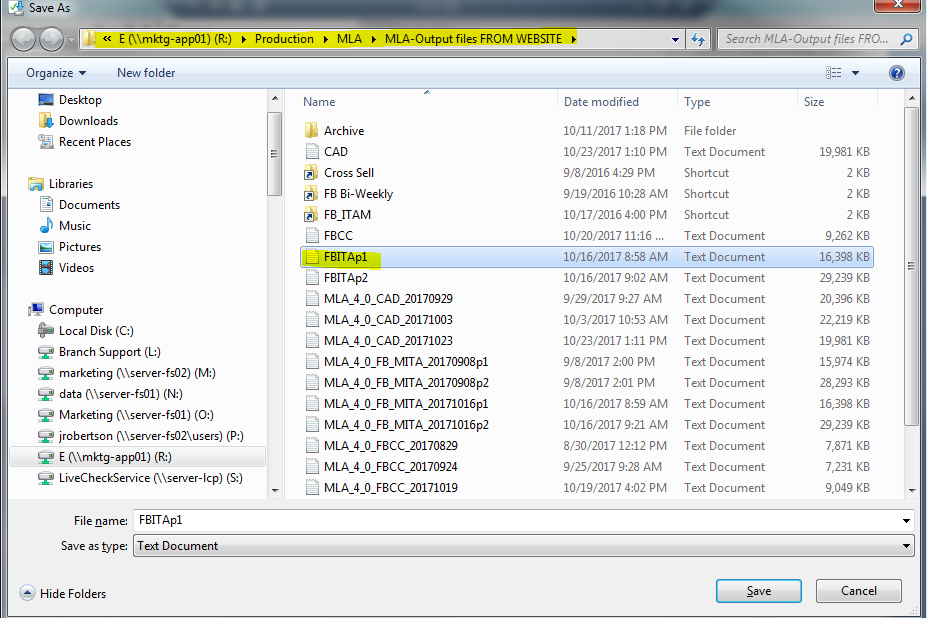 Save As
« E (\\mktg-app01) (R:) ▸ Production ▸ MLA ▸ MLA-Output files FROM WEBSITE ▸
Search MLA-Output files FRO...
Organize New folder
Desktop
Downloads
Recent Places
Libraries
Documents
Music
Pictures
Videos
Computer
Local Disk (C:)
Branch Support (L:)
marketing (\\server-fs02) (M:)
data (\\server-fs01) (N:)
Marketing (\\server-fs01) (O:)
jrobertson (\\server-fs02\users) (P:)
E (\\mktg-app01) (R:)
LiveCheckService (\\server-lcp) (S:)
Name Date modified Type Size
Archive 10/11/2017 1:18 PM File folder
CAD 10/23/2017 1:10 PM Text Document 19,981 KB
Cross Sell 9/8/2016 4:29 PM Shortcut 2 KB
FB Bi-Weekly 9/19/2016 10:28 AM Shortcut 2 KB
FB_ITAM 10/17/2016 4:00 PM Shortcut 2 KB
FBCC 10/20/2017 11:16 ... Text Document 9,262 KB
FBITAp1 10/16/2017 8:58 AM Text Document 16,398 KB
FBITAp2 10/16/2017 9:02 AM Text Document 29,239 KB
MLA_4_0_CAD_20170929 9/29/2017 9:27 AM Text Document 20,396 KB
MLA_4_0_CAD_20171003 10/3/2017 10:53 AM Text Document 22,219 KB
MLA_4_0_CAD_20171023 10/23/2017 1:11 PM Text Document 19,981 KB
MLA_4_0_FB_MITA_20170908p1 9/8/2017 2:00 PM Text Document 15,974 KB
MLA_4_0_FB_MITA_20170908p2 9/8/2017 2:01 PM Text Document 28,293 KB
MLA_4_0_FB_MITA_20171016p1 10/16/2017 8:59 AM Text Document 16,398 KB
MLA_4_0_FB_MITA_20171016p2 10/16/2017 9:21 AM Text Document 29,239 KB
MLA_4_0_FBCC_20170829 8/30/2017 12:12 PM Text Document 7,871 KB
MLA_4_0_FBCC_20170924 9/25/2017 9:28 AM Text Document 7,231 KB
MLA_4_0_FBCC_20171019 10/19/2017 4:02 PM Text Document 9,049 KB
File name: FBITAp1
Save as type: Text Document
Hide Folders
Save Cancel